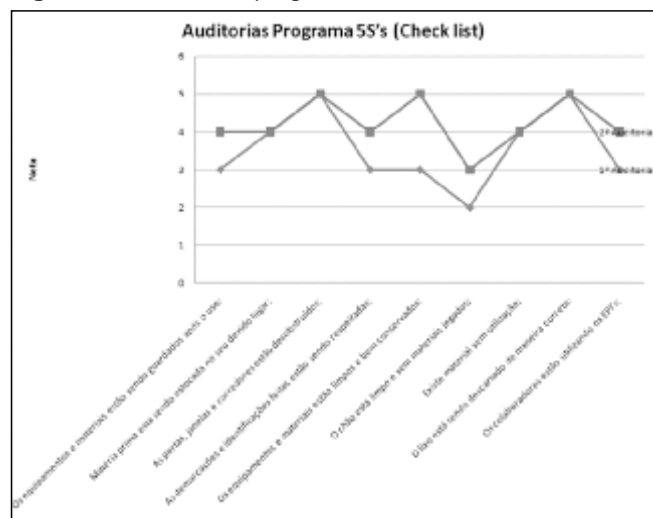 Auditorias Programa 5S's (Check list)
6
5
4
3
2
1
0
Nota
2ª auditoria
1ª auditoria
Os equipamentos e materiais estão sendo guardados após o uso;
Matéria prima esta sendo estocada no seu devido lugar;
As portas, janelas e corredores estão desobstruídos;
As demarcações e identificações feitas estão sendo respeitadas;
Os equipamentos e materiais estão limpos e bem conservados;
O chão está limpo e sem materiais jogados;
Existe material sem utilização;
O lixo está sendo descartado de maneira correta;
Os colaboradores estão utilizando os EPI's;